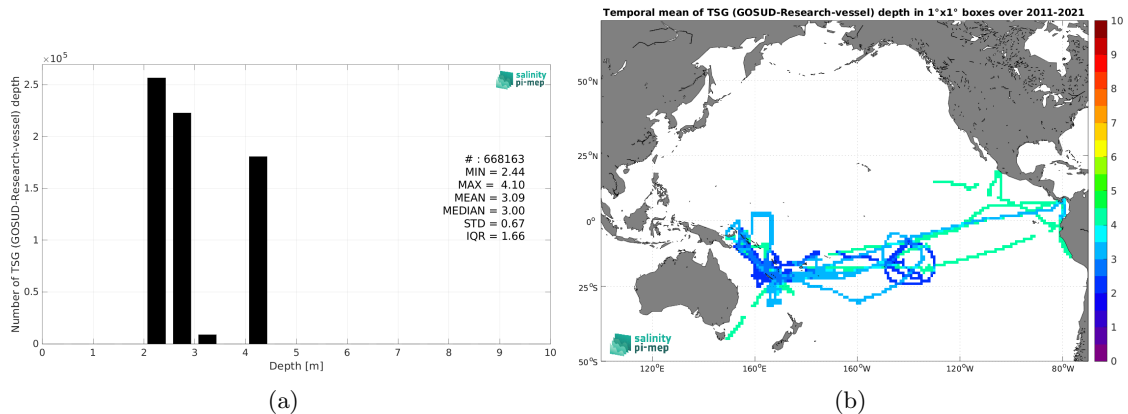 ×10⁵
2.5
2
1.5
1
0.5
0
0 1 2 3 4 5 6 7 8 9 10
Depth [m]
Number of TSG (GOSUD-Research-vessel) depth
salinity
pi-mep
# : 668163
MIN = 2.44
MAX = 4.10
MEAN = 3.09
MEDIAN = 3.00
STD = 0.67
IQR = 1.66
(a)
Temporal mean of TSG (GOSUD-Research-vessel) depth in 1°x1° boxes over 2011-2021
50°N
25°N
0°
25°S
50°S
120°E 160°E 160°W 120°W 80°W
salinity
pi-mep
10
9
8
7
6
5
4
3
2
1
0
(b)